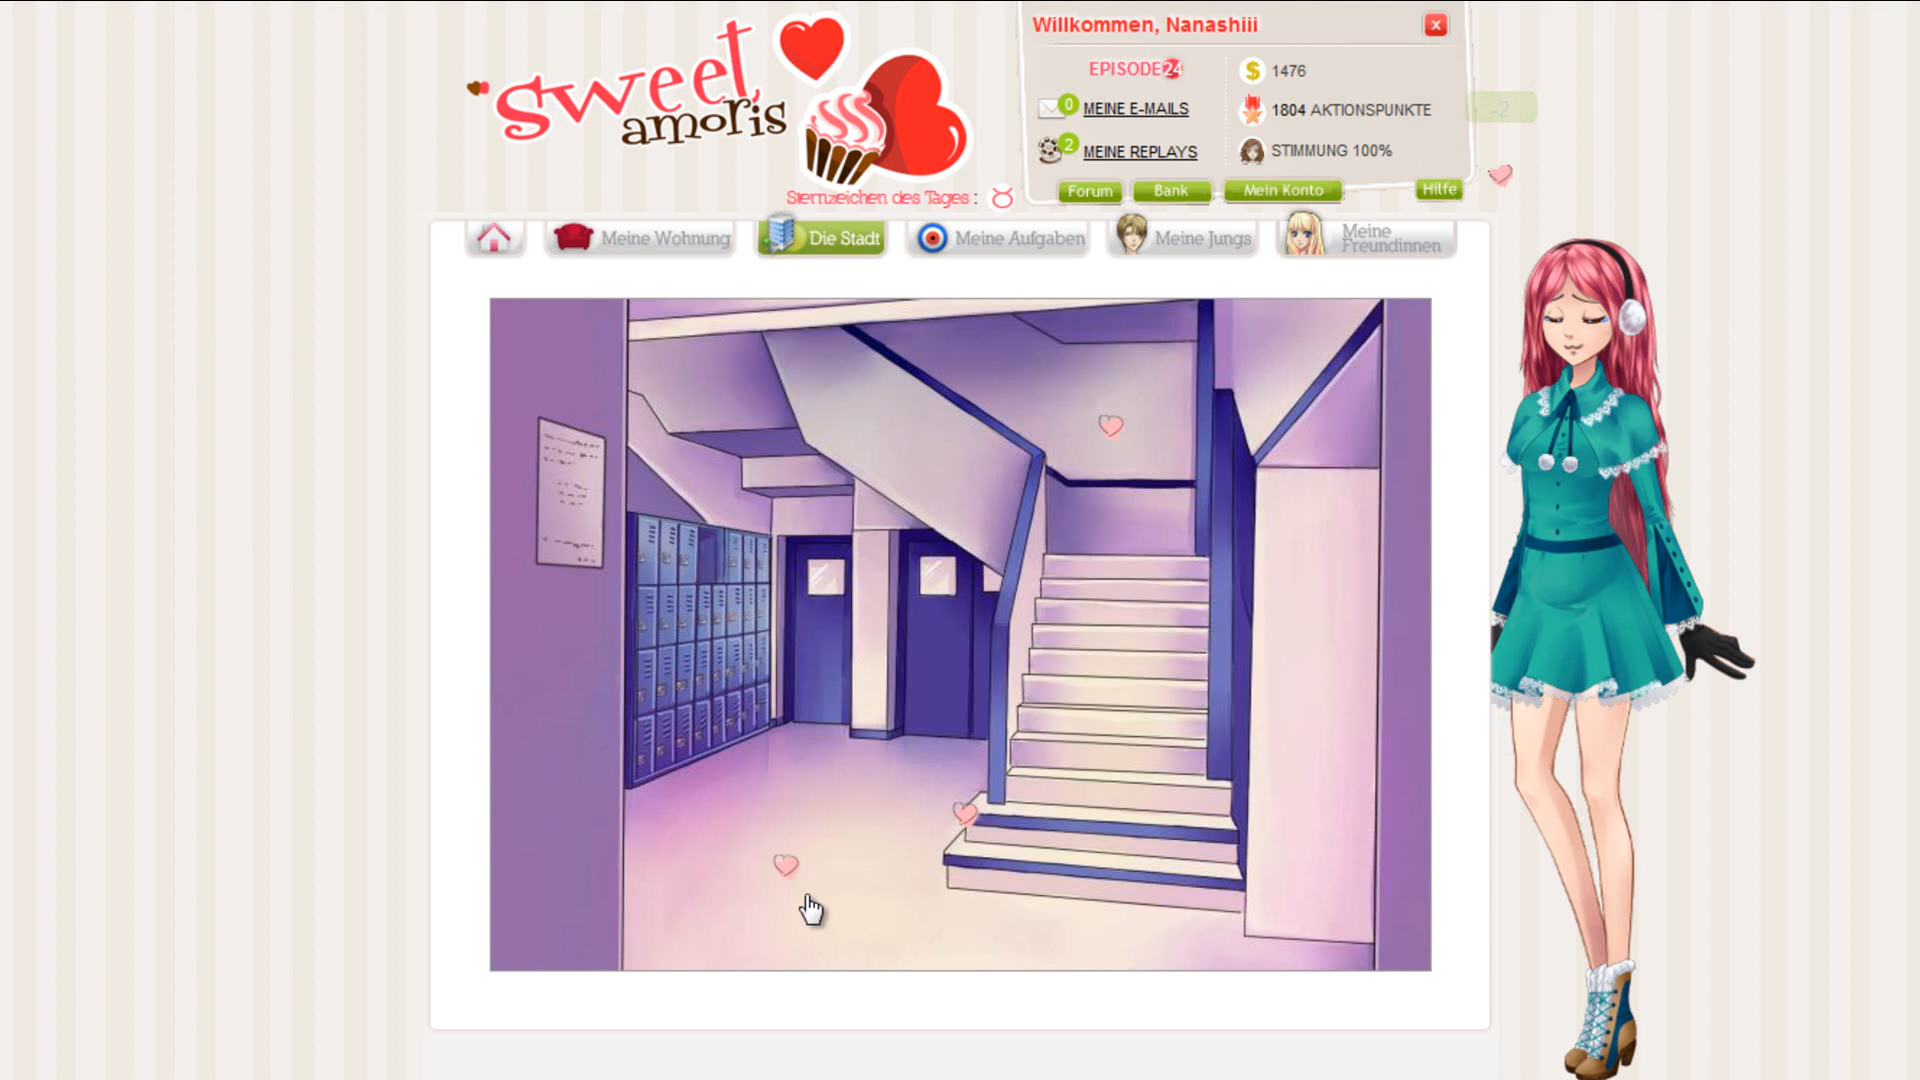 sweet
amoris
Sternzeichen des Tages :
Willkommen, Nanashiii
x
EPISODE 24
$ 1476
0 MEINE E-MAILS
1804 AKTIONSPUNKTE
-2
2 MEINE REPLAYS
STIMMUNG 100%
Forum
Bank
Mein Konto
Hilfe
Meine Wohnung
Die Stadt
Meine Aufgaben
Meine Jungs
Meine
Freundinnen